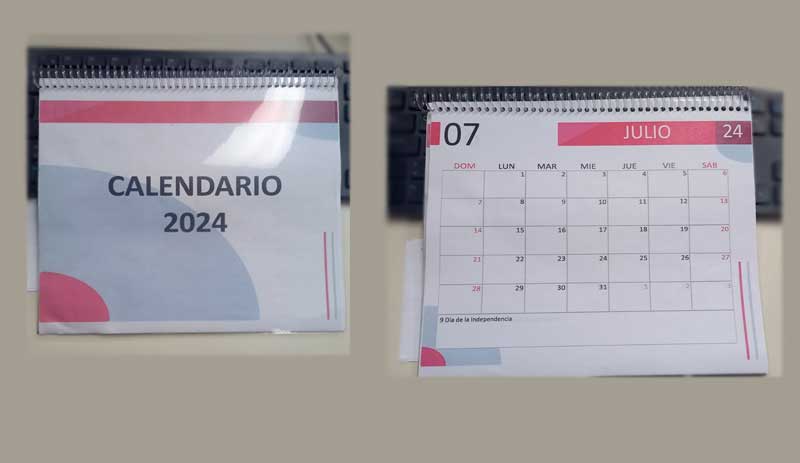 CALENDARIO
2024
07 JULIO 24
DOM LUN MAR MIE JUE VIE SÁB
1 2 3 4 5 6
7 8 9 10 11 12 13
14 15 16 17 18 19 20
21 22 23 24 25 26 27
28 29 30 31 1 2 3
9 Día de la Independencia